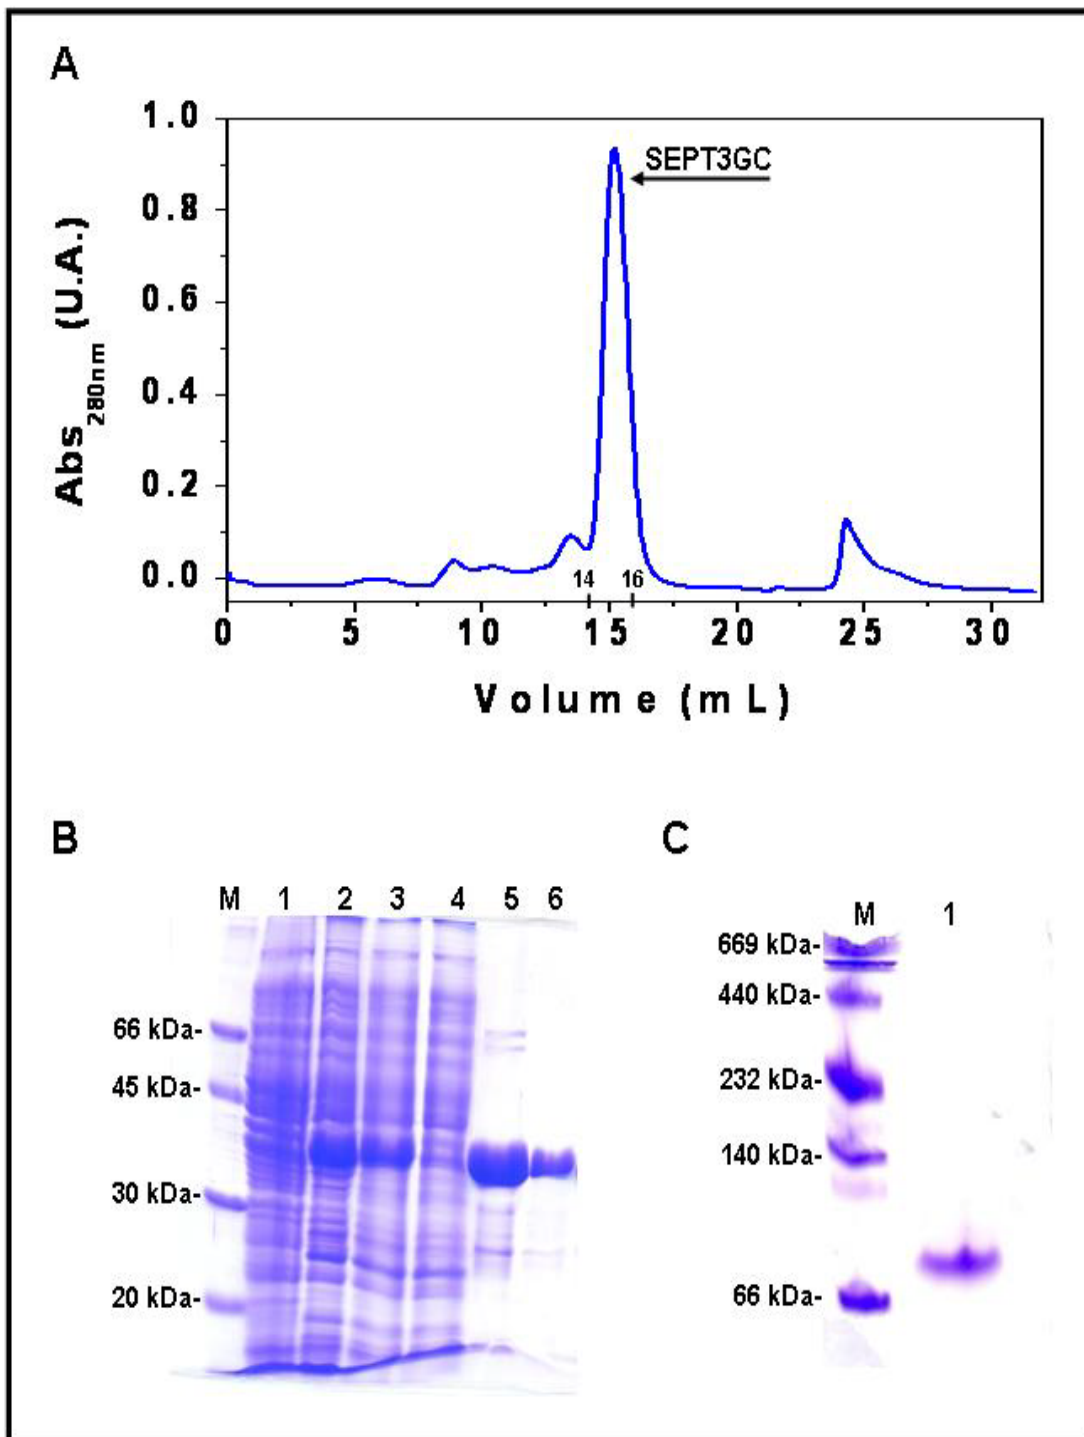 A
1.0
0.8
0.6
0.4
0.2
0.0
Abs280nm (U.A.)
SEPT3GC
14 16
0 5 10 15 20 25 30
Volume (mL)
B
M 1 2 3 4 5 6
66 kDa-
45 kDa-
30 kDa-
20 kDa-
C
M 1
669 kDa-
440 kDa-
232 kDa-
140 kDa-
66 kDa-